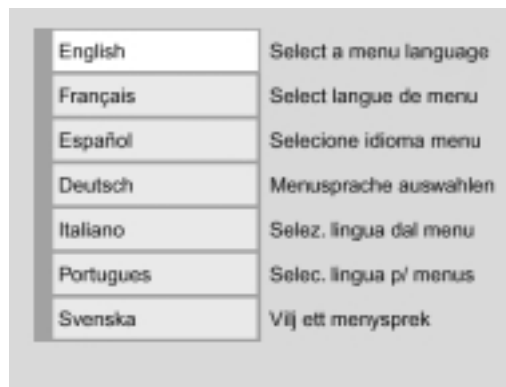 English Select a menu language
Français Select langue de menu
Español Selecione idioma menu
Deutsch Menusprache auswahlen
Italiano Selez. lingua dal menu
Portugues Selec. lingua p/ menus
Svenska Vilj ett menysprek